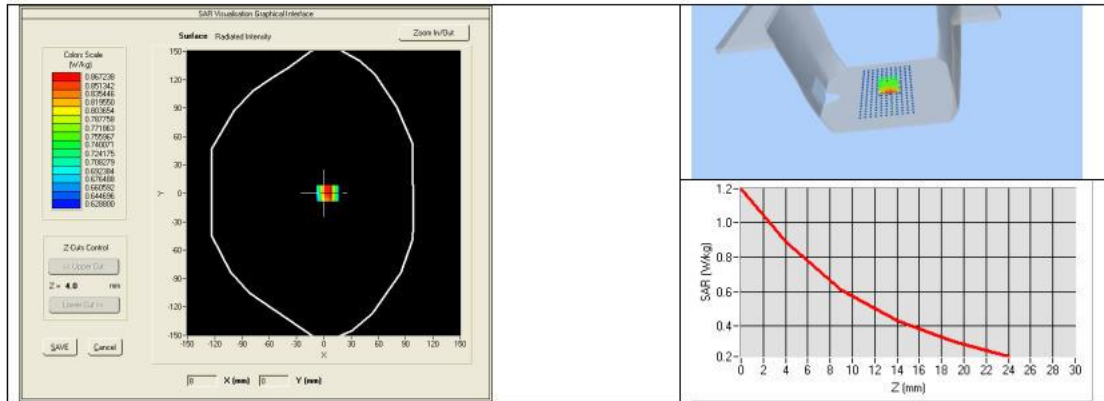 SAR Visualisation Graphical Interface
Surface Radiated Intensity
Zoom In/Out
Colors Scale
(W/kg)
0.867238
0.851342
0.835446
0.819550
0.803654
0.787758
0.771863
0.755967
0.740071
0.724175
0.708279
0.692384
0.676488
0.660592
0.644696
0.628800
150
120
90
60
30
0
-30
-60
-90
-120
-150
Y
-150 -120 -90 -60 -30 0 30 60 90 120 150
X
Z-Cuts Control
<< Upper Cut
Z = 4.0 mm
Lower Cut >>
SAVE Cancel
8 X (mm) 0 Y (mm)
SAR (W/kg)
1.2
1.0
0.8
0.6
0.4
0.2
0 2 4 6 8 10 12 14 16 18 20 22 24 26 28 30
Z (mm)